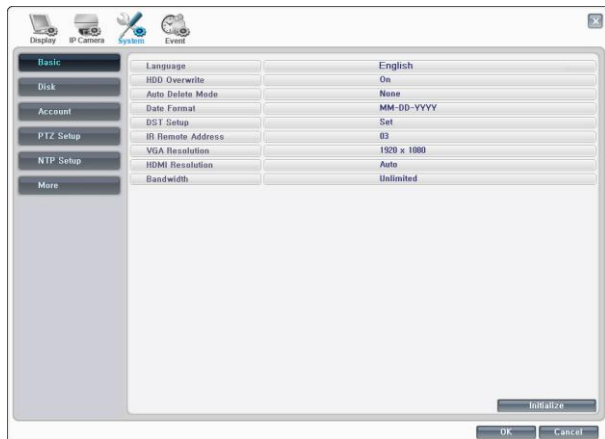 Display IP Camera System Event
Basic
Disk
Account
PTZ Setup
NTP Setup
More
Language English
HDD Overwrite On
Auto Delete Mode None
Date Format MM-DD-YYYY
DST Setup Set
IR Remote Address 03
VGA Resolution 1920 x 1080
HDMI Resolution Auto
Bandwidth Unlimited
Initialize
OK Cancel